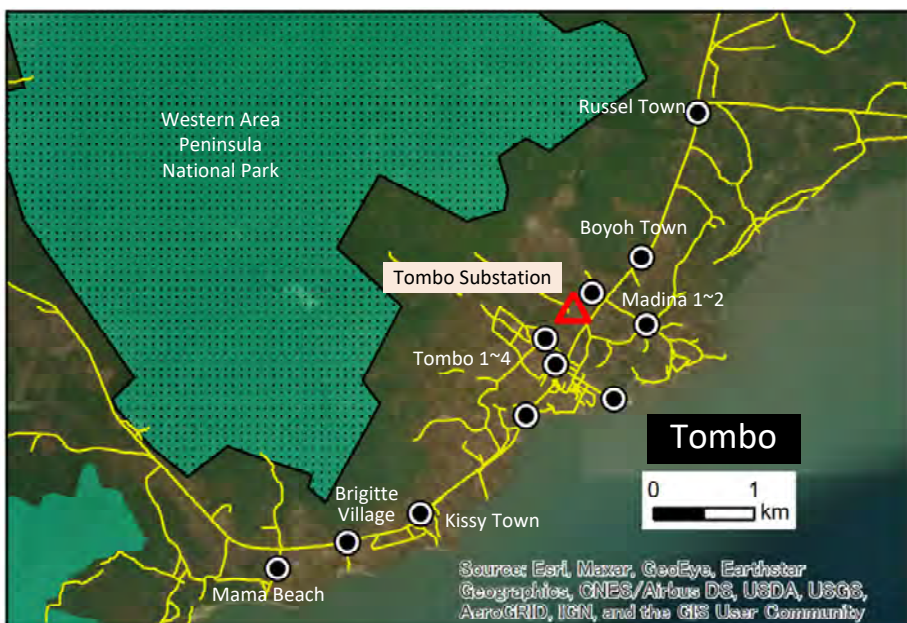 Western Area
Peninsula
National Park
Russel Town
Boyoh Town
Tombo Substation
Madina 1~2
Tombo 1~4
Tombo
0 1
km
Brigitte
Village
Kissy Town
Mama Beach
Source: Esri, Maxar, GeoEye, Earthstar
Geographics, CNES/Airbus DS, USDA, USGS,
AeroGRID, IGN, and the GIS User Community